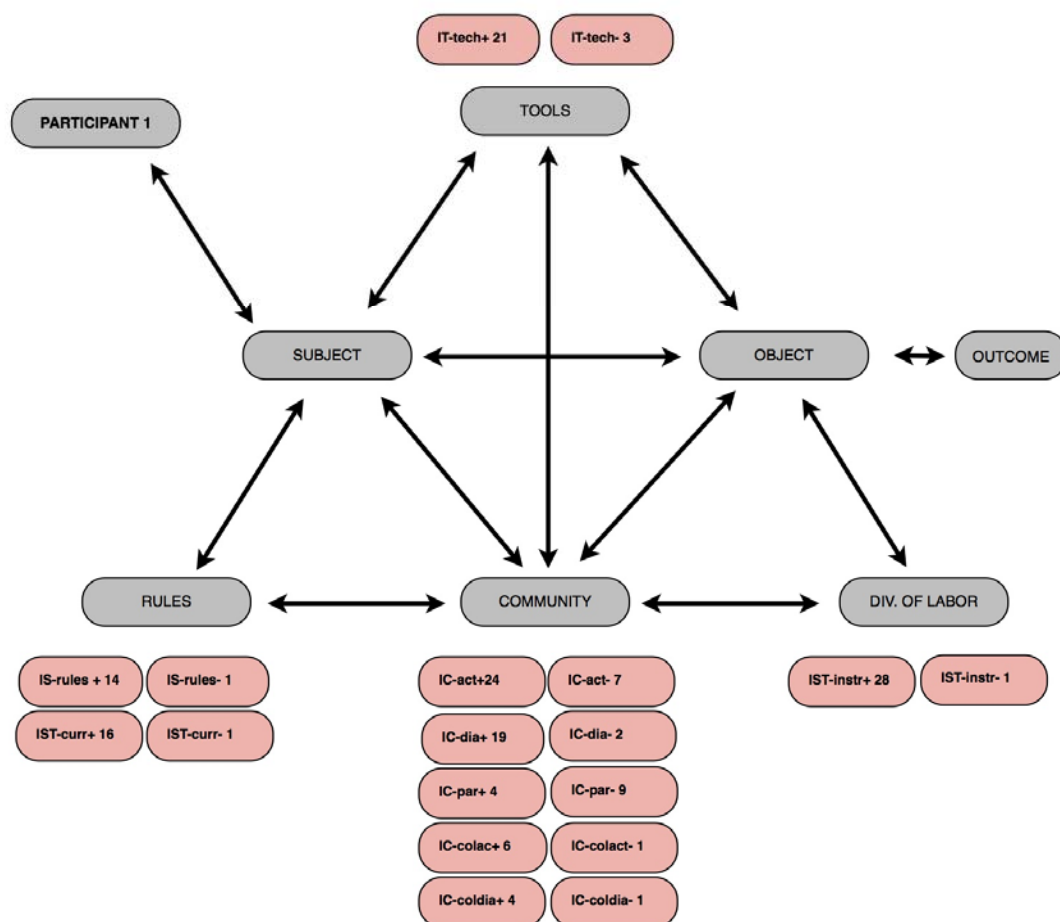 IT-tech+ 21 IT-tech- 3
TOOLS
PARTICIPANT 1
SUBJECT OBJECT OUTCOME
RULES COMMUNITY DIV. OF LABOR
IS-rules + 14 IS-rules- 1 IC-act+24 IC-act- 7 IST-instr+ 28 IST-instr- 1
IST-curr+ 16 IST-curr- 1 IC-dia+ 19 IC-dia- 2
IC-par+ 4 IC-par- 9
IC-colac+ 6 IC-colact- 1
IC-coldia+ 4 IC-coldia- 1